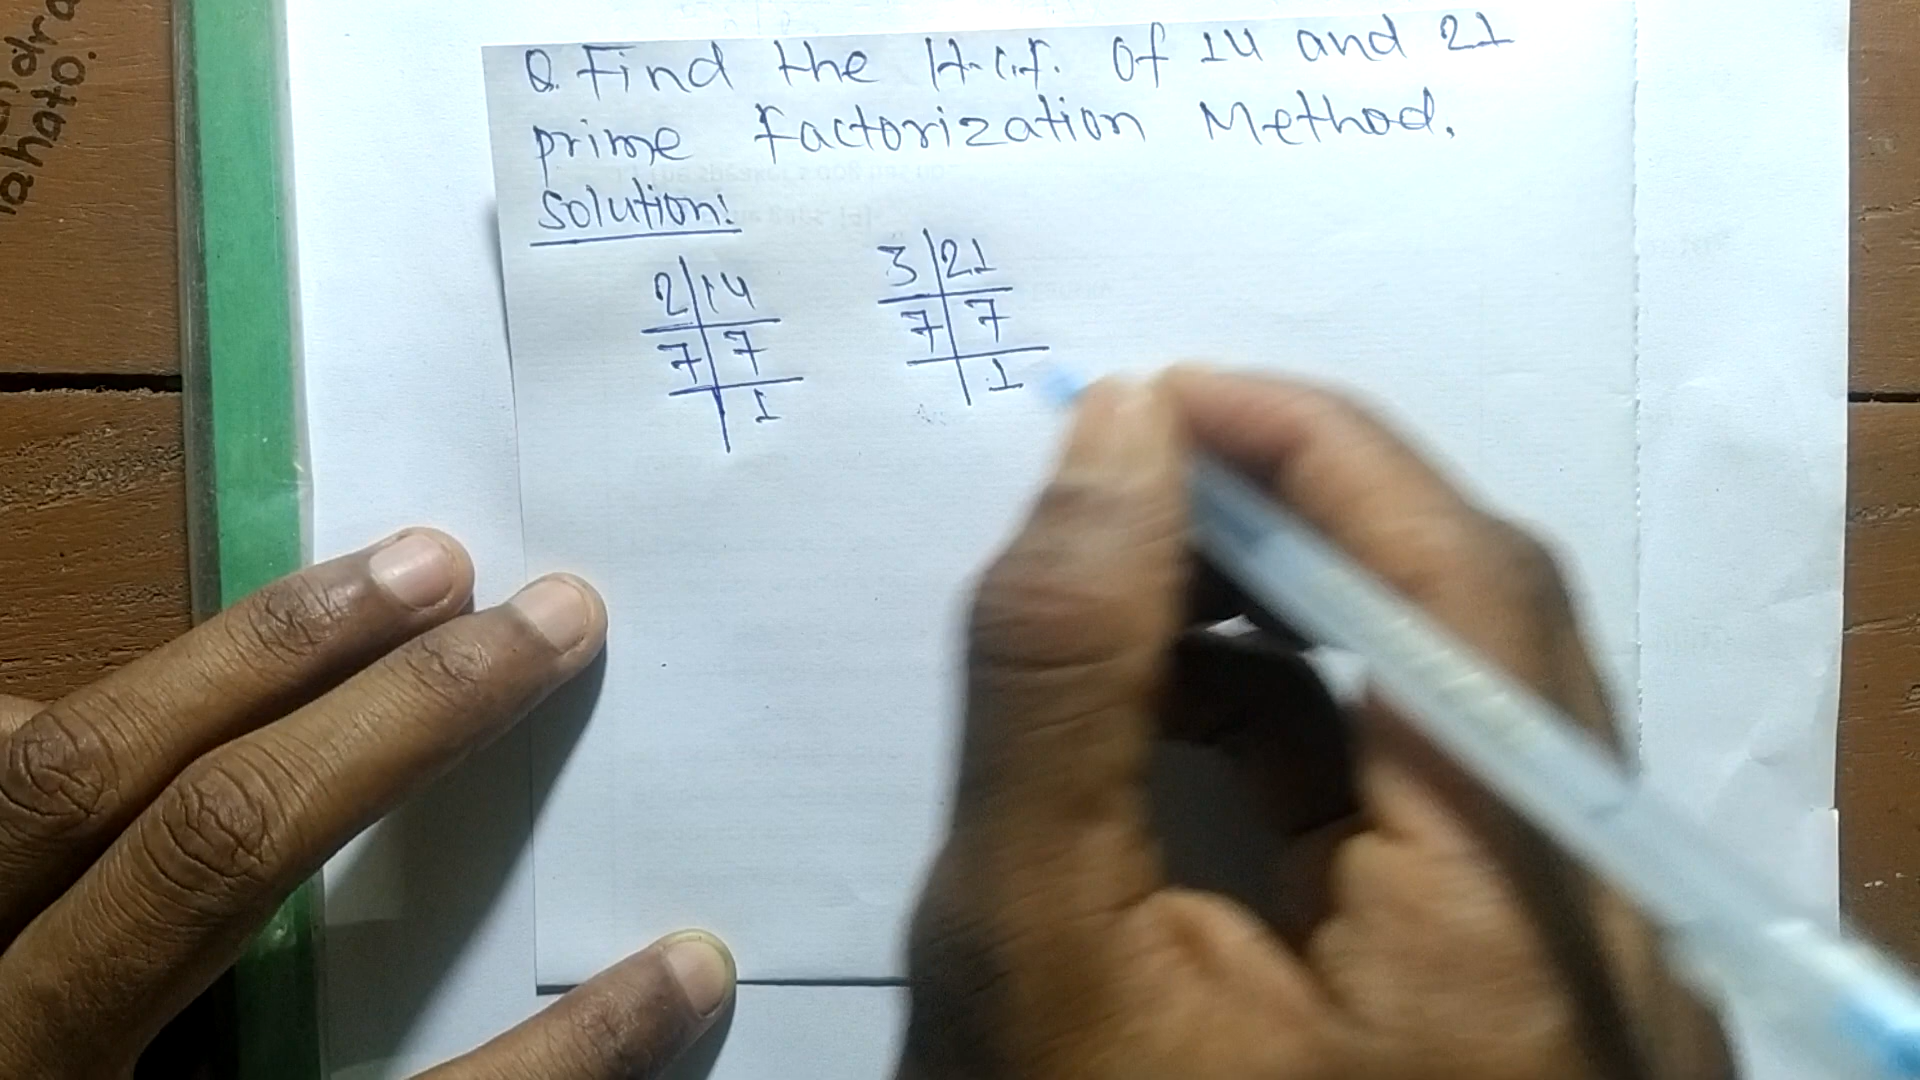 Q. Find the H.C.F. Of 14 and 21
prime factorization Method.
Solution:
2 14
7 7
1
3 21
7 7
1
ahato.